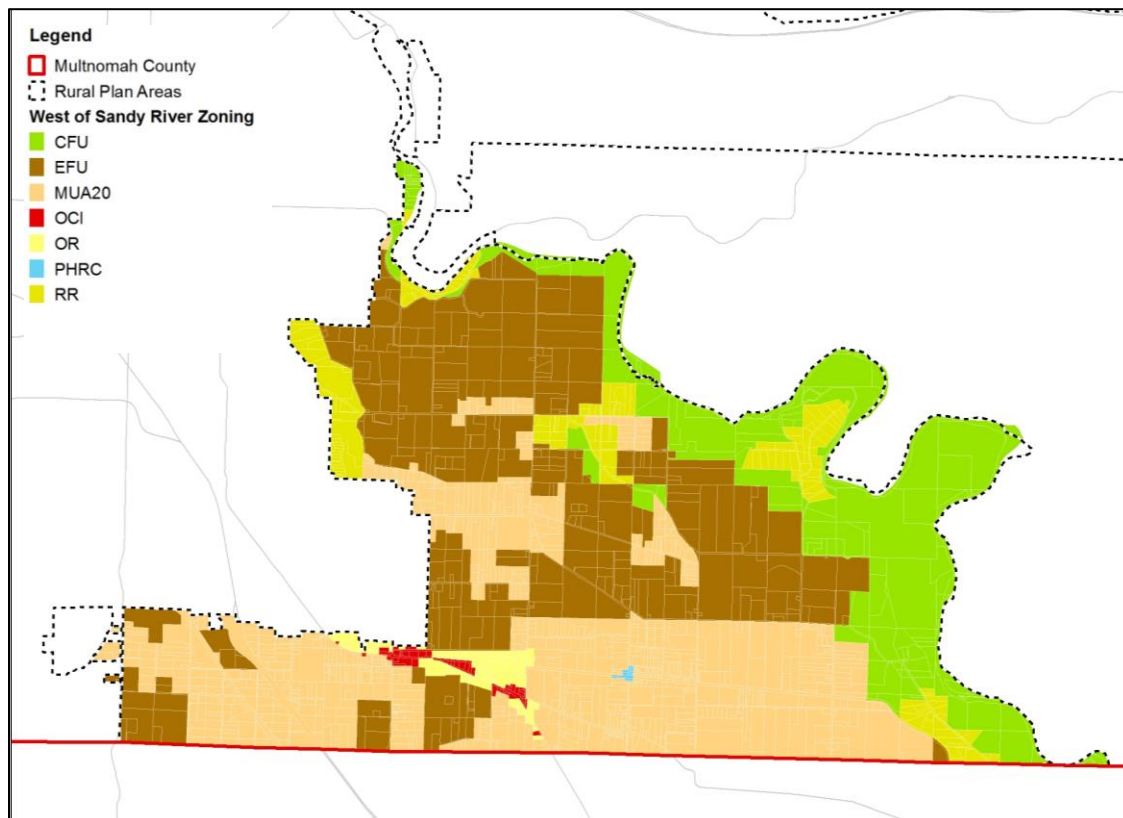 Legend
Multnomah County
Rural Plan Areas
West of Sandy River Zoning
CFU
EFU
MUA20
OCI
OR
PHRC
RR